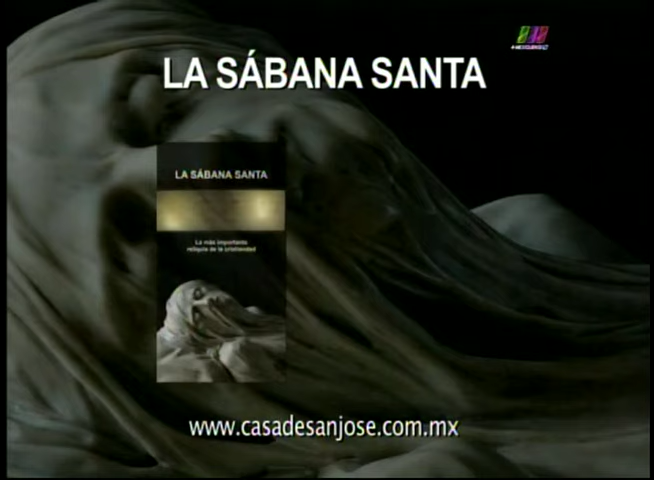 LA SÁBANA SANTA
LA SÁBANA SANTA
La más importante
reliquia de la cristiandad
www.casadesanjose.com.mx